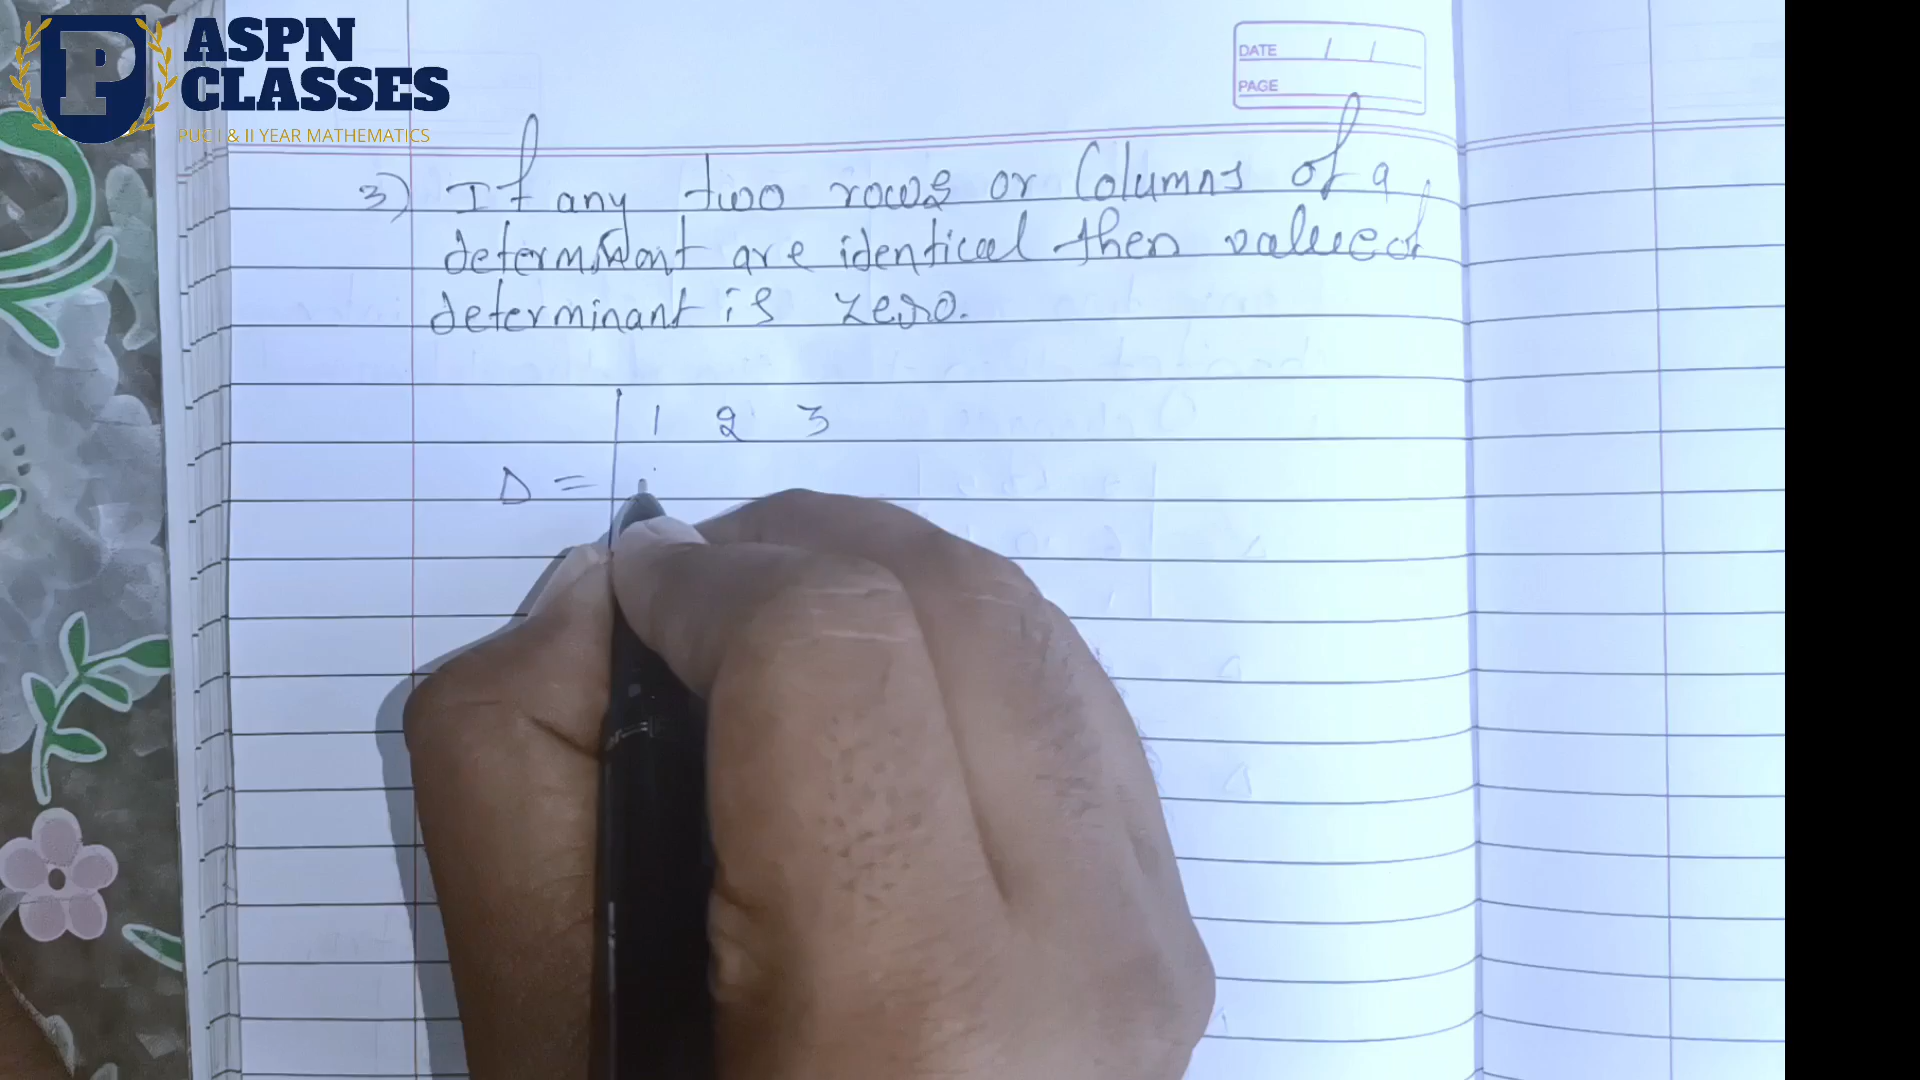 ASPN
CLASSES
PUC I & II YEAR MATHEMATICS
DATE / /
PAGE
3) If any two rows or Columns of a
determinant are identical then value of
determinant is zero.
1 2 3
Δ =